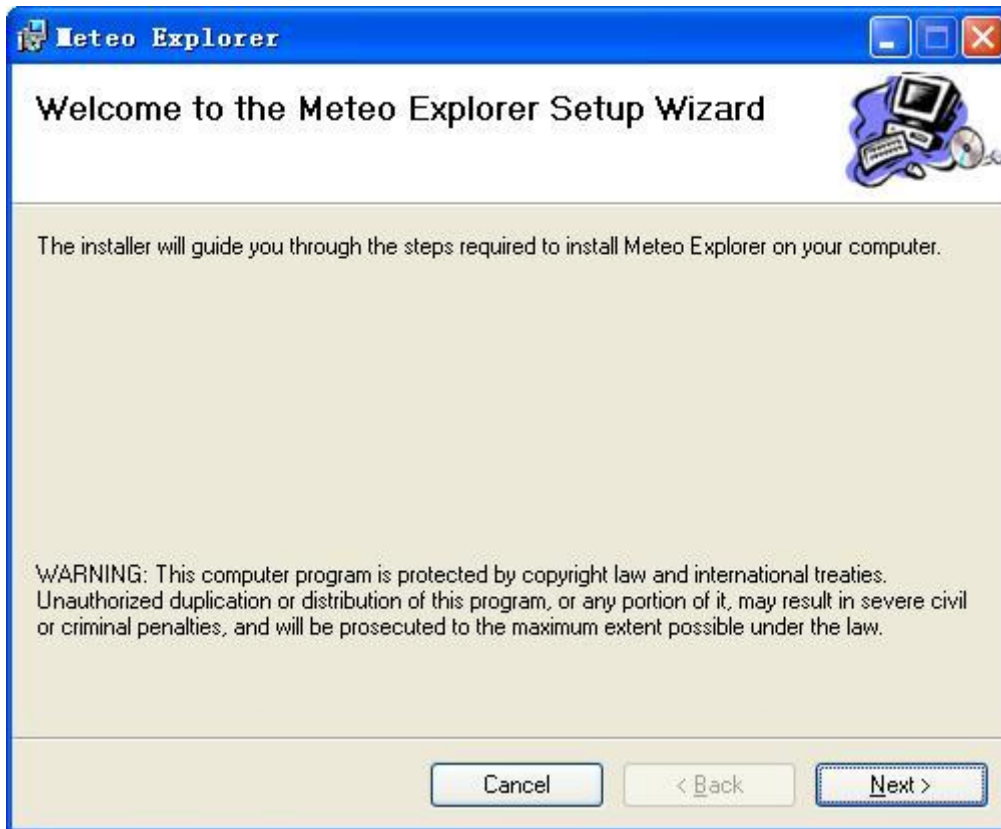 Meteo Explorer
Welcome to the Meteo Explorer Setup Wizard
The installer will guide you through the steps required to install Meteo Explorer on your computer.
WARNING: This computer program is protected by copyright law and international treaties.
Unauthorized duplication or distribution of this program, or any portion of it, may result in severe civil
or criminal penalties, and will be prosecuted to the maximum extent possible under the law.
Cancel
< Back
Next >